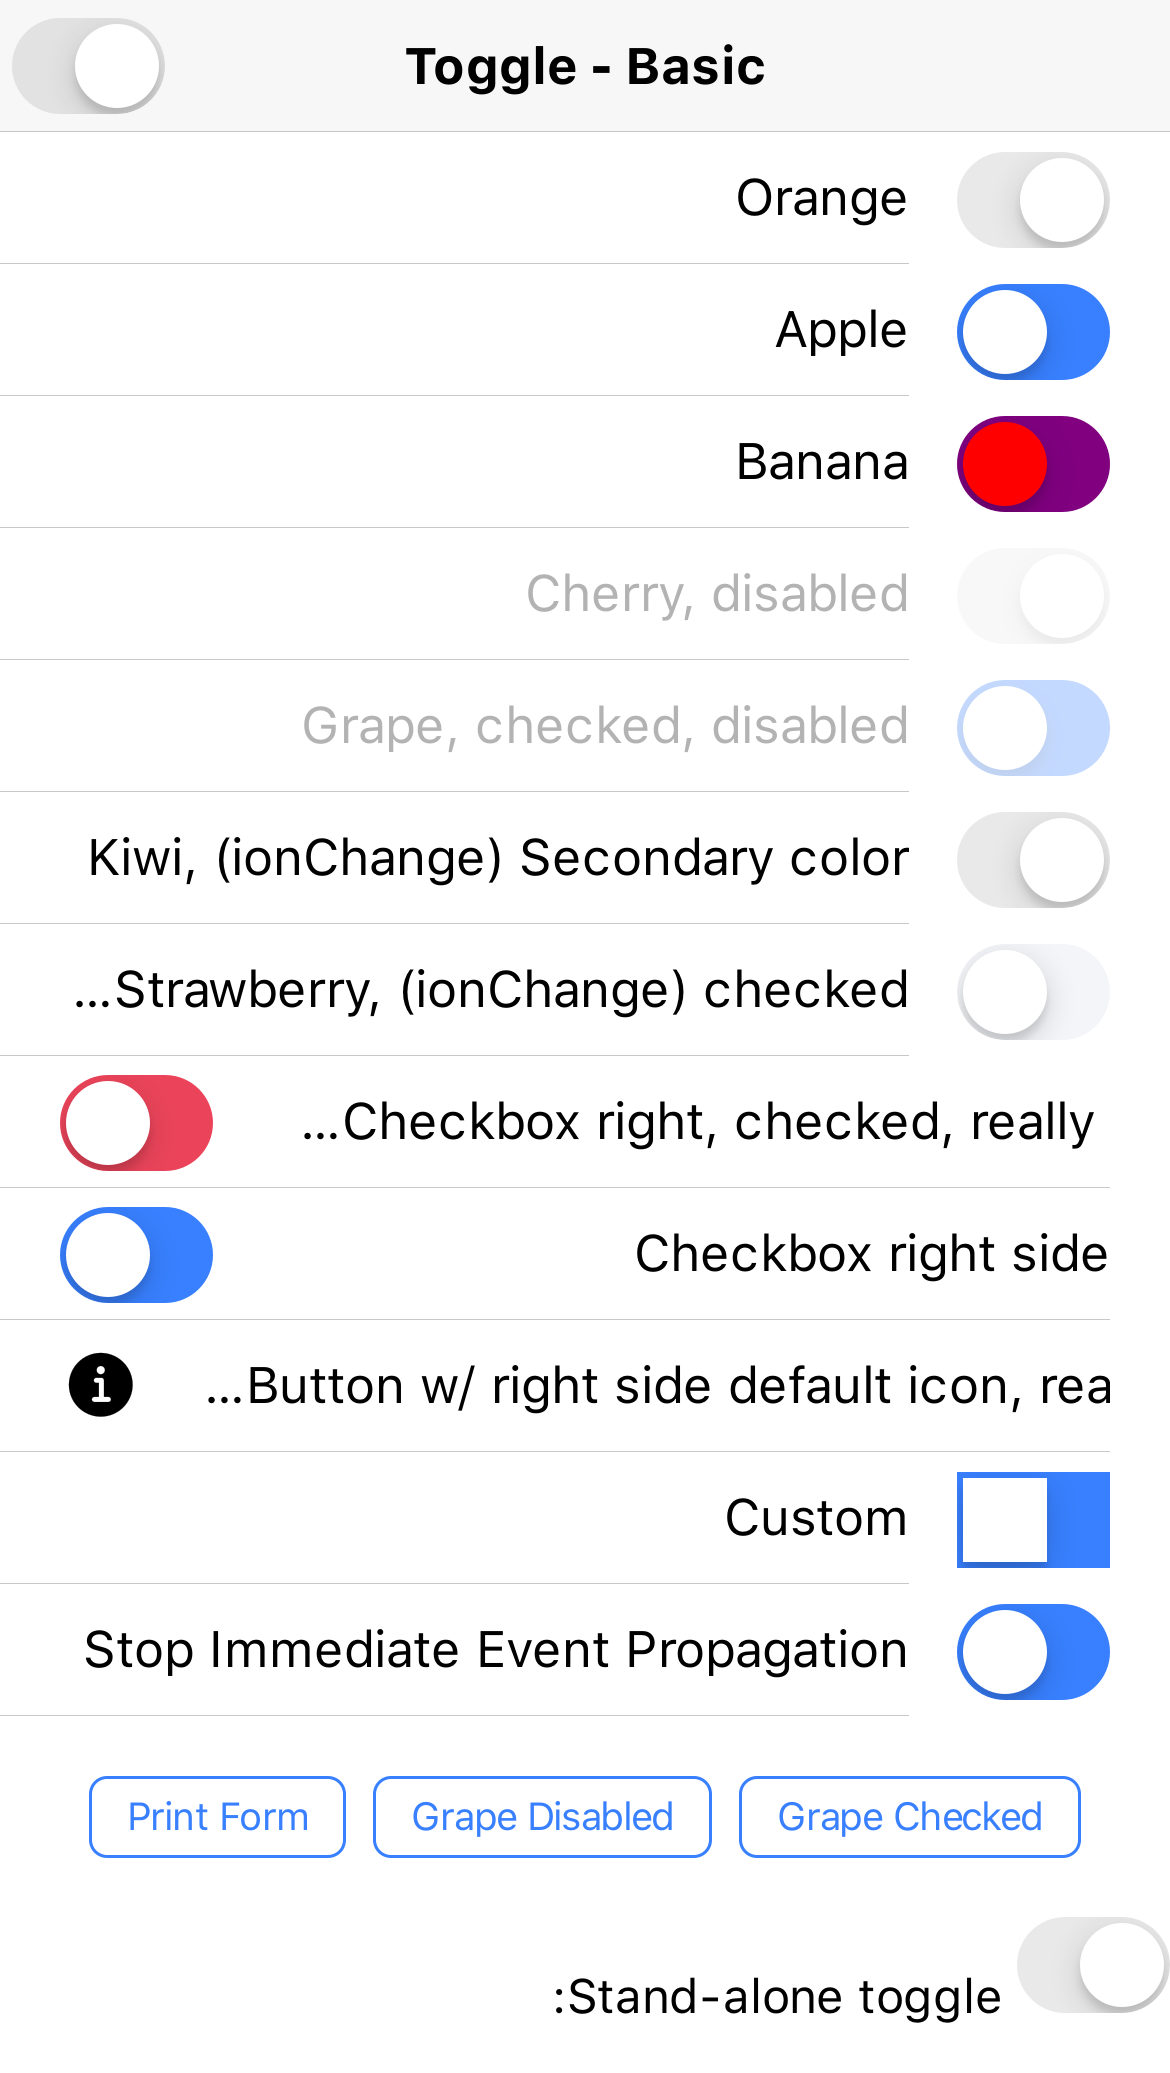 Toggle - Basic
Orange
Apple
Banana
Cherry, disabled
Grape, checked, disabled
Kiwi, (ionChange) Secondary color
...Strawberry, (ionChange) checked
...Checkbox right, checked, really
Checkbox right side
...Button w/ right side default icon, rea
Custom
Stop Immediate Event Propagation
Print Form Grape Disabled Grape Checked
:Stand-alone toggle